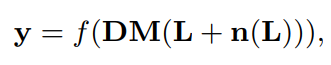 y = f(DM(L + n(L))),